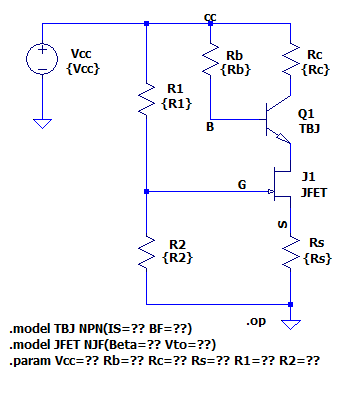 cc
Vcc
{Vcc}
R1
{R1}
Rb
{Rb}
Rc
{Rc}
B
Q1
TBJ
G
J1
JFET
S
R2
{R2}
Rs
{Rs}
.op
.model TBJ NPN(IS=?? BF=??)
.model JFET NJF(Beta=?? Vto=??)
.param Vcc=?? Rb=?? Rc=?? Rs=?? R1=?? R2=??